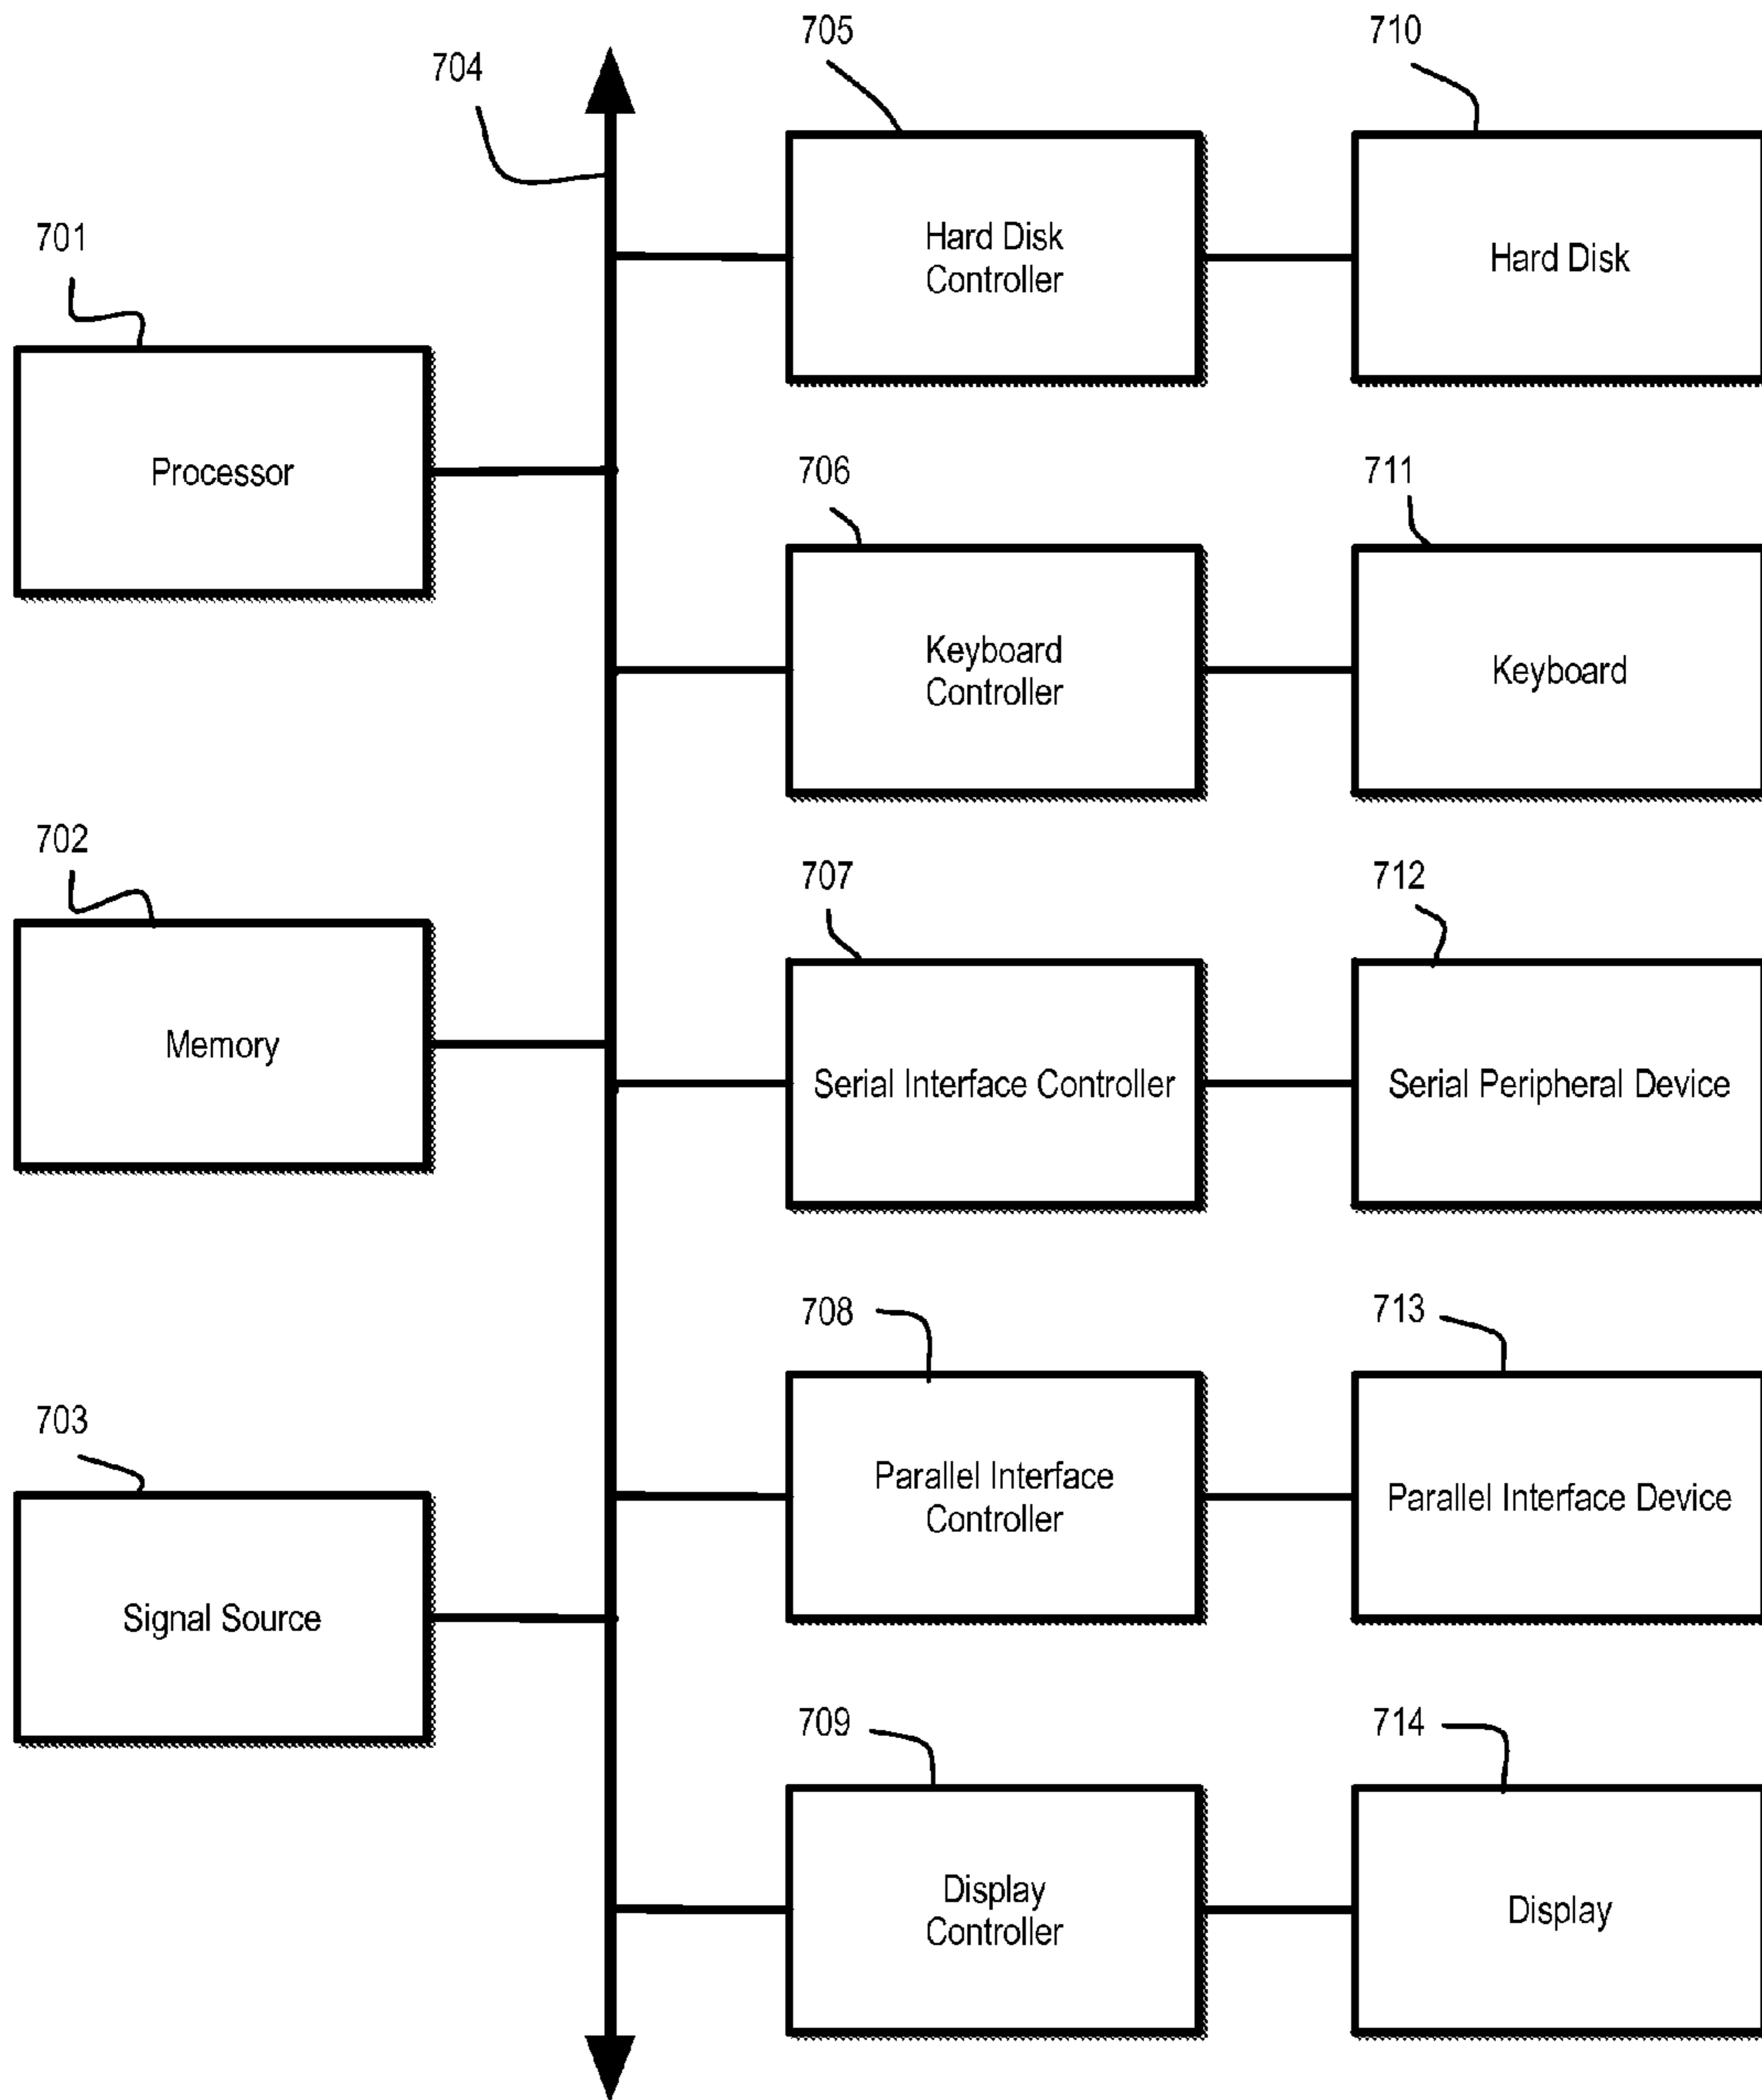 705
710
704
Hard Disk
Controller
Hard Disk
701
Processor
706
711
Keyboard
Controller
Keyboard
702
Memory
707
712
Serial Interface Controller
Serial Peripheral Device
708
713
703
Parallel Interface
Controller
Parallel Interface Device
Signal Source
709
714
Display
Controller
Display